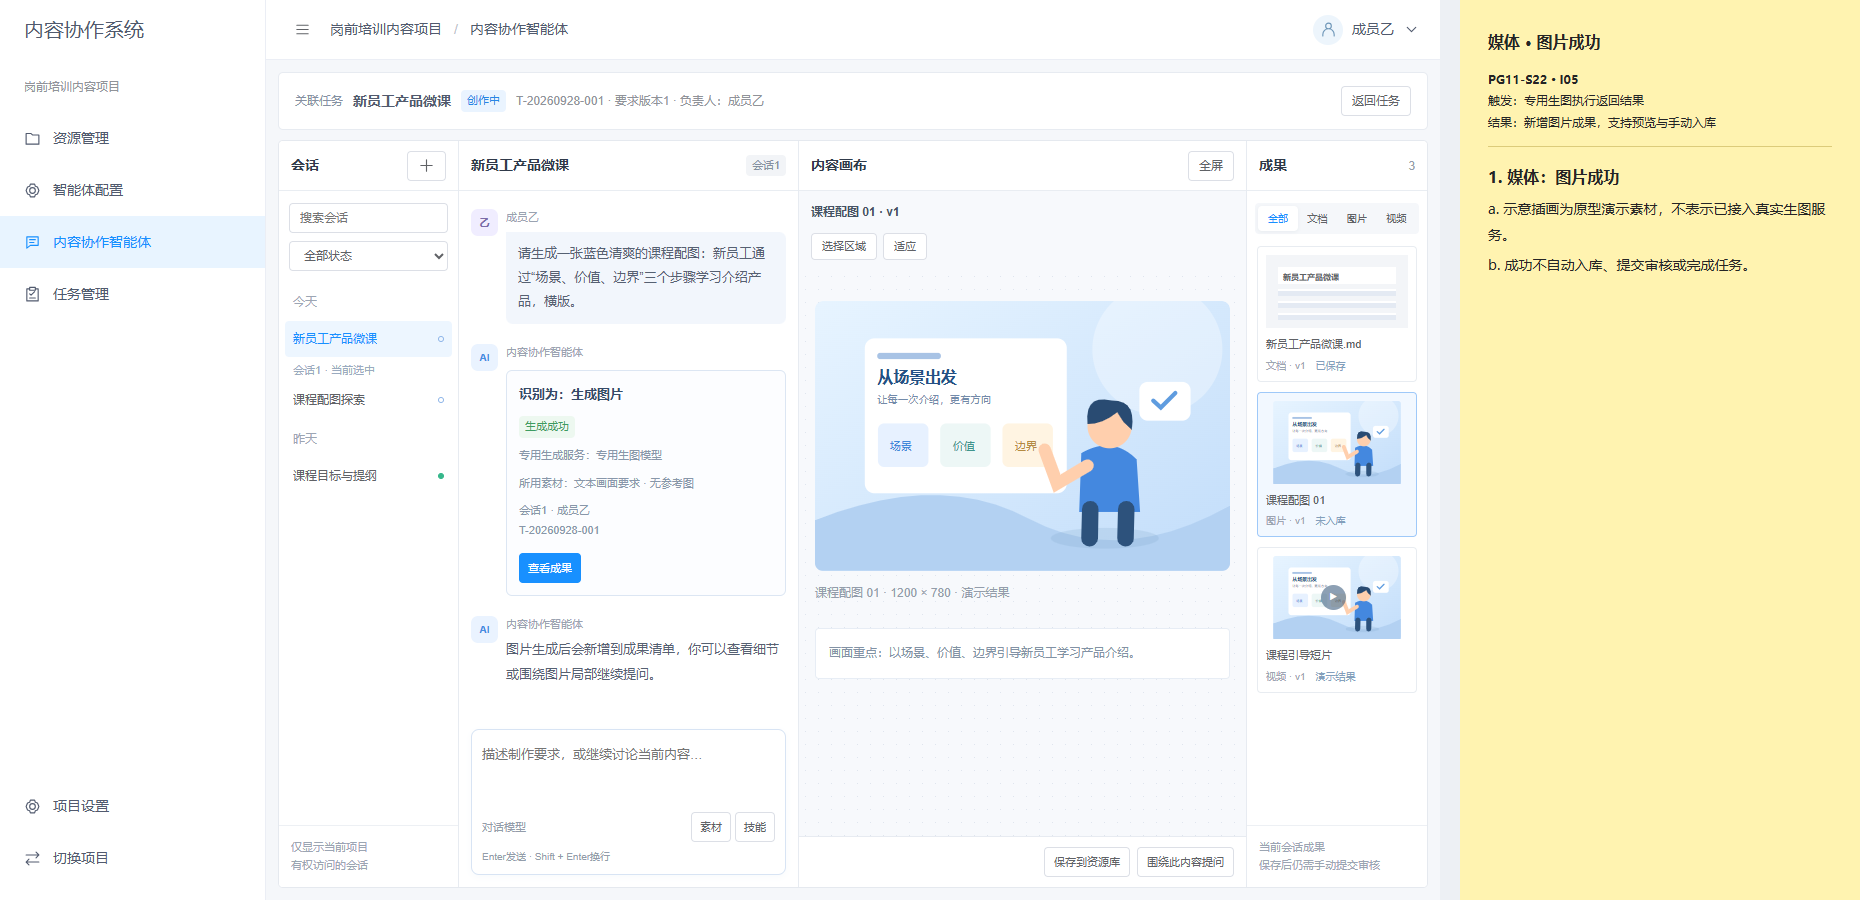 内容协作系统
岗前培训内容项目
资源管理
智能体配置
内容协作智能体
任务管理
项目设置
切换项目
岗前培训内容项目 / 内容协作智能体
成员乙
关联任务 新员工产品微课 创作中 T-20260928-001 · 要求版本1 · 负责人：成员乙
返回任务
会话
搜索会话
全部状态
今天
新员工产品微课
会话1 · 当前选中
课程配图探索
昨天
课程目标与提纲
仅显示当前项目
有权访问的会话
新员工产品微课 会话1
乙 成员乙
请生成一张蓝色清爽的课程配图：新员工通
过“场景、价值、边界”三个步骤学习介绍产
品，横版。
AI 内容协作智能体
识别为：生成图片
生成成功
专用生成服务：专用生图模型
所用素材：文本画面要求 · 无参考图
会话1 · 成员乙
T-20260928-001
查看成果
AI 内容协作智能体
图片生成后会新增到成果清单，你可以查看细节
或围绕图片局部继续提问。
描述制作要求，或继续讨论当前内容...
对话模型 素材 技能
Enter发送 · Shift + Enter换行
内容画布 全屏
课程配图 01 · v1
选择区域 适应
从场景出发
让每一次介绍，更有方向
场景 价值 边界
课程配图 01 · 1200 × 780 · 演示结果
画面重点：以场景、价值、边界引导新员工学习产品介绍。
保存到资源库 围绕此内容提问
成果 3
全部 文档 图片 视频
新员工产品微课
新员工产品微课.md
文档 · v1 已保存
从场景出发
课程配图 01
图片 · v1 未入库
从场景出发
课程引导短片
视频 · v1 演示结果
当前会话成果
保存后仍需手动提交审核
媒体 • 图片成功
PG11-S22 • I05
触发：专用生图执行返回结果
结果：新增图片成果，支持预览与手动入库
1. 媒体：图片成功
a. 示意插画为原型演示素材，不表示已接入真实生图服
务。
b. 成功不自动入库、提交审核或完成任务。